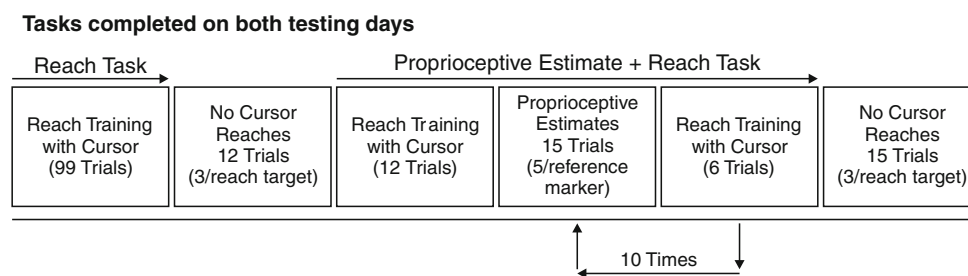 Tasks completed on both testing days
Reach Task
Proprioceptive Estimate + Reach Task
Reach Training
with Cursor
(99 Trials)
No Cursor
Reaches
12 Trials
(3/reach target)
Reach Training
with Cursor
(12 Trials)
Proprioceptive
Estimates
15 Trials
(5/reference
marker)
Reach Training
with Cursor
(6 Trials)
No Cursor
Reaches
15 Trials
(3/reach target)
10 Times